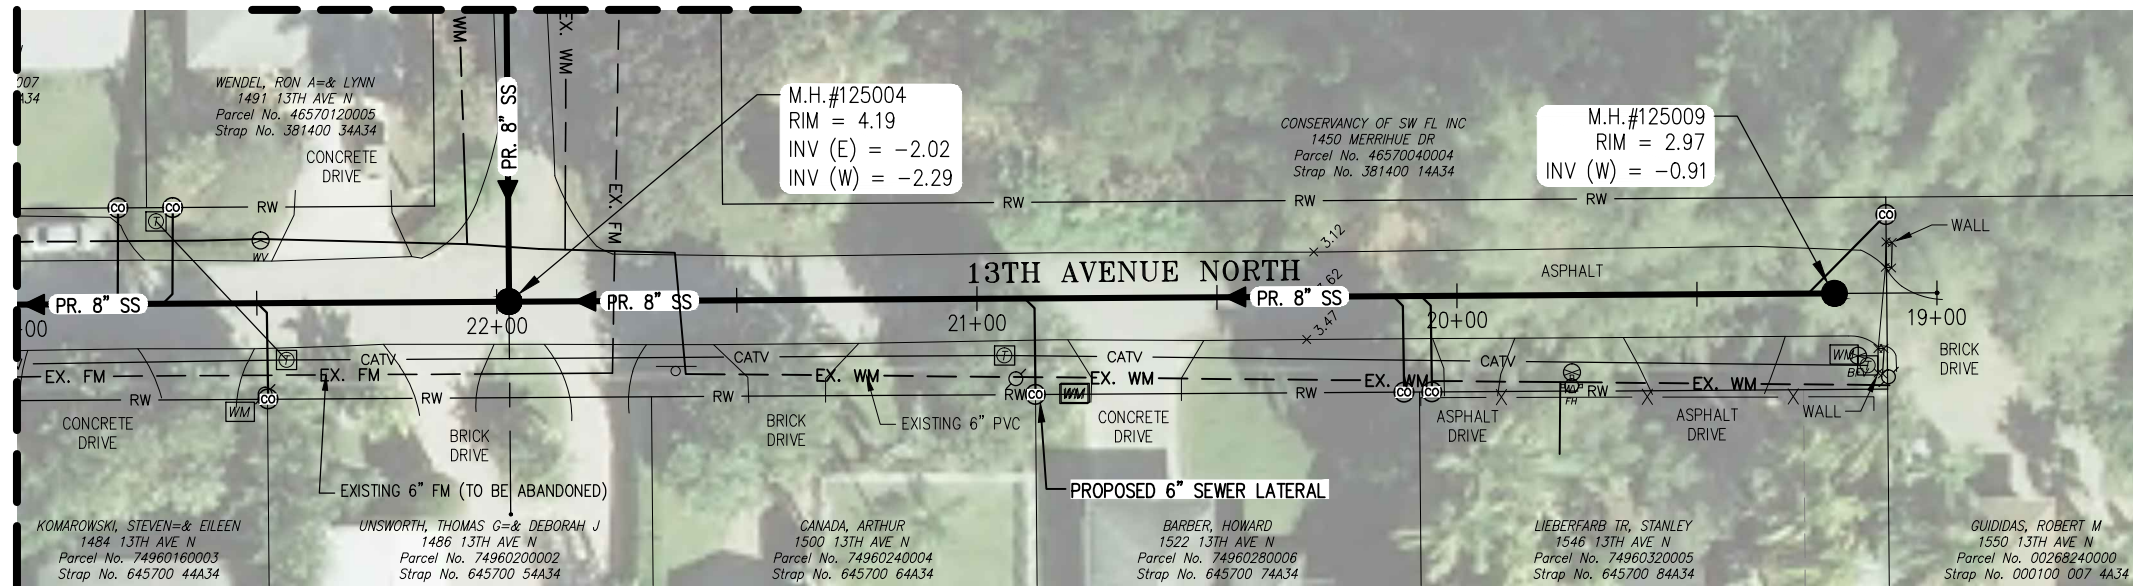 007
A34
WENDEL, RON A=& LYNN
1491 13TH AVE N
Parcel No. 46570120005
Strap No. 381400 34A34
CONCRETE
DRIVE
WM
EX. WM
PR. 8" SS
EX. FM
M.H.#125004
RIM = 4.19
INV (E) = -2.02
INV (W) = -2.29
CONSERVANCY OF SW FL INC
1450 MERRIHUE DR
Parcel No. 46570040004
Strap No. 381400 14A34
M.H.#125009
RIM = 2.97
INV (W) = -0.91
CO
CO
T
RW
RW
RW
RW
CO
WALL
WV
3.12
13TH AVENUE NORTH
ASPHALT
.62
PR. 8" SS
PR. 8" SS
PR. 8" SS
+00
22+00
21+00
3.47
20+00
19+00
T
CATV
CATV
T
CATV
CATV
WM
BRICK
DRIVE
EX. FM
EX. FM
EX. WM
EX. WM
EX. WM
EX. WM
RW
WM
CO
RW
RW
CO
WM
RW
CO
CO
RW
FH
WALL
CONCRETE
DRIVE
BRICK
DRIVE
BRICK
DRIVE
EXISTING 6" PVC
CONCRETE
DRIVE
ASPHALT
DRIVE
ASPHALT
DRIVE
EXISTING 6" FM (TO BE ABANDONED)
PROPOSED 6" SEWER LATERAL
KOMAROWSKI, STEVEN=& EILEEN
1484 13TH AVE N
Parcel No. 74960160003
Strap No. 645700 44A34
UNSWORTH, THOMAS G=& DEBORAH J
1486 13TH AVE N
Parcel No. 74960200002
Strap No. 645700 54A34
CANADA, ARTHUR
1500 13TH AVE N
Parcel No. 74960240004
Strap No. 645700 64A34
BARBER, HOWARD
1522 13TH AVE N
Parcel No. 74960280006
Strap No. 645700 74A34
LIEBERFARB TR, STANLEY
1546 13TH AVE N
Parcel No. 74960320005
Strap No. 645700 84A34
GUIDIDAS, ROBERT M
1550 13TH AVE N
Parcel No. 00268240000
Strap No. 000100 007 4A34